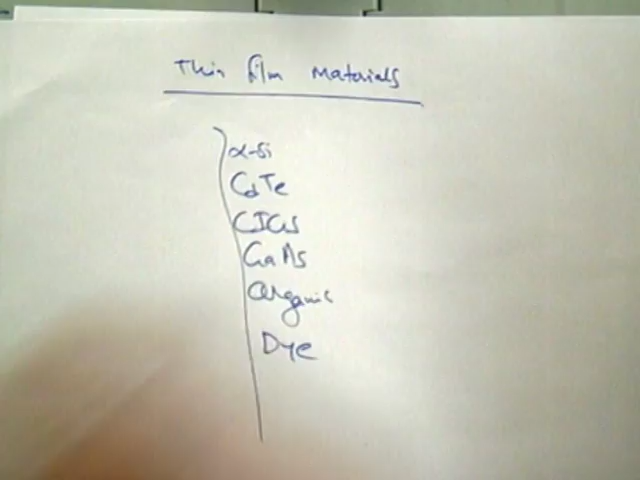 Thin film Materials
α-Si
CdTe
CIGS
GaAs
Organic
Dye